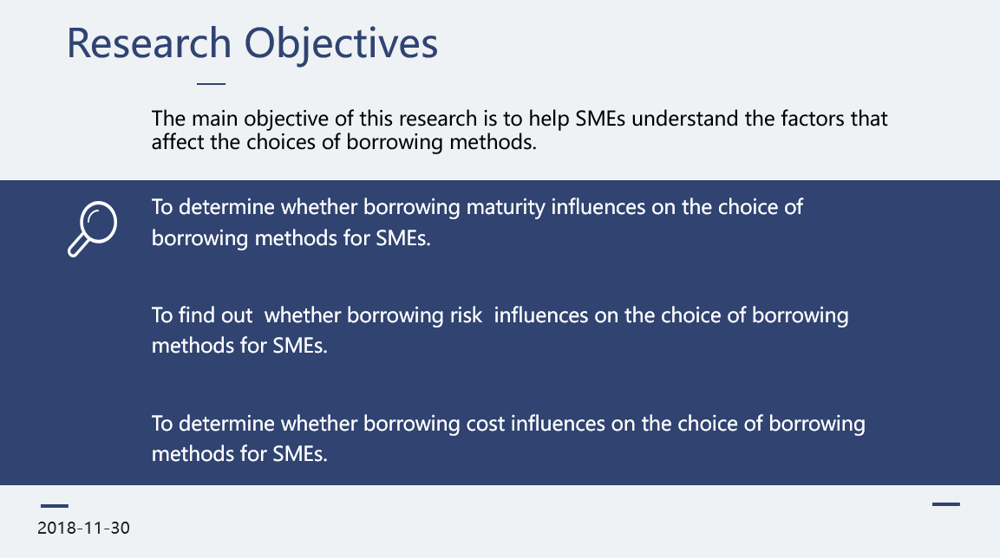 Research Objectives
The main objective of this research is to help SMEs understand the factors that
affect the choices of borrowing methods.
To determine whether borrowing maturity influences on the choice of
borrowing methods for SMEs.
To find out  whether borrowing risk  influences on the choice of borrowing
methods for SMEs.
To determine whether borrowing cost influences on the choice of borrowing
methods for SMEs.
2018-11-30